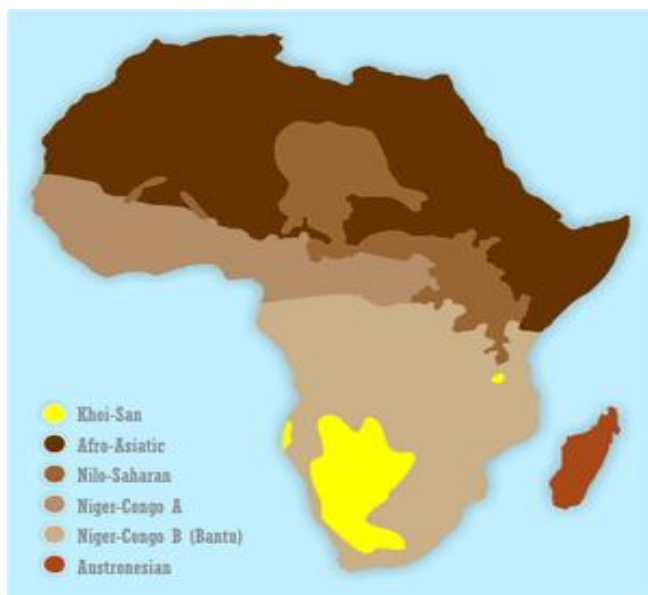 Khoi-San
Afro-Asiatic
Nilo-Saharan
Niger-Congo A
Niger-Congo B (Bantu)
Austronesian